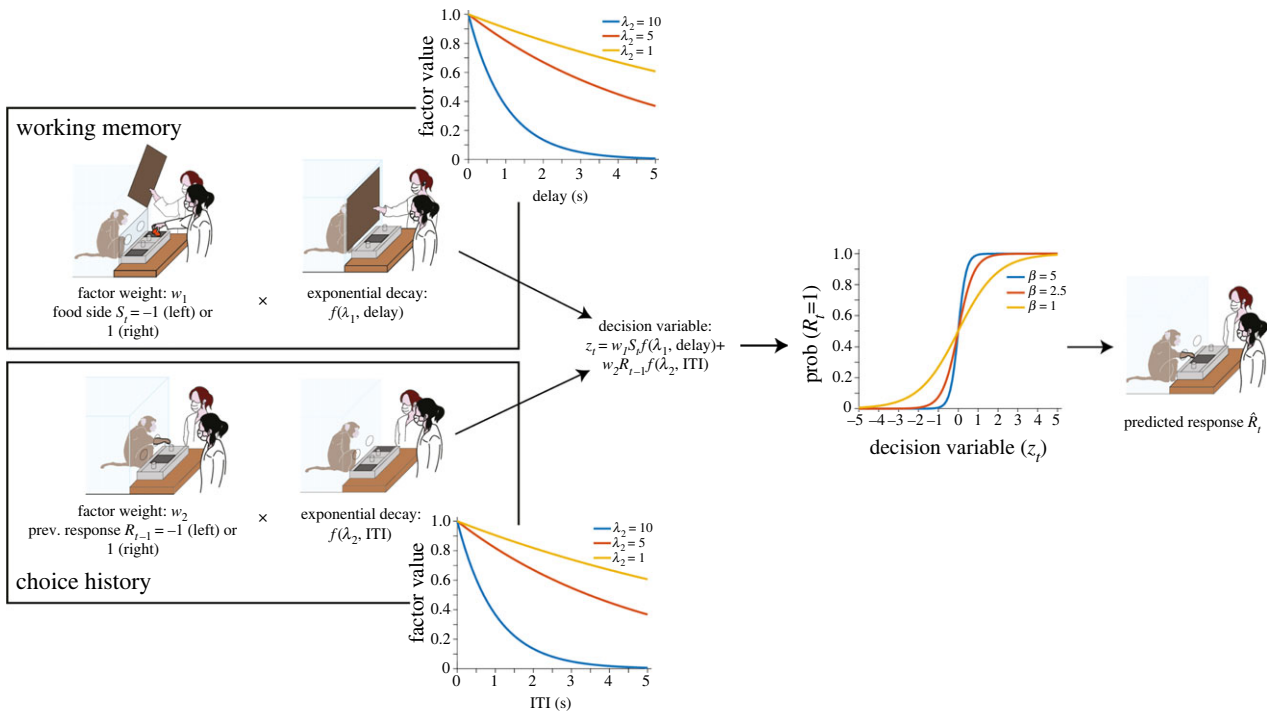 working memory
factor weight: w₁
food side Sₜ = −1 (left) or
1 (right)
×
exponential decay:
f(λ₁, delay)
factor value
1.0
0.8
0.6
0.4
0.2
0
0 1 2 3 4 5
delay (s)
λ₂ = 10
λ₂ = 5
λ₂ = 1
factor weight: w₂
prev. response Rₜ₋₁ = −1 (left) or
1 (right)
×
exponential decay:
f(λ₂, ITI)
choice history
factor value
1.0
0.8
0.6
0.4
0.2
0
0 1 2 3 4 5
ITI (s)
λ₂ = 10
λ₂ = 5
λ₂ = 1
decision variable:
zₜ = w₁Sₜf(λ₁, delay)+
w₂Rₜ₋₁f(λ₂, ITI)
prob (Rₜ=1)
1.0
0.8
0.6
0.4
0.2
0
−5 −4 −3 −2 −1 0 1 2 3 4 5
decision variable (zₜ)
β = 5
β = 2.5
β = 1
predicted response R̂ₜ